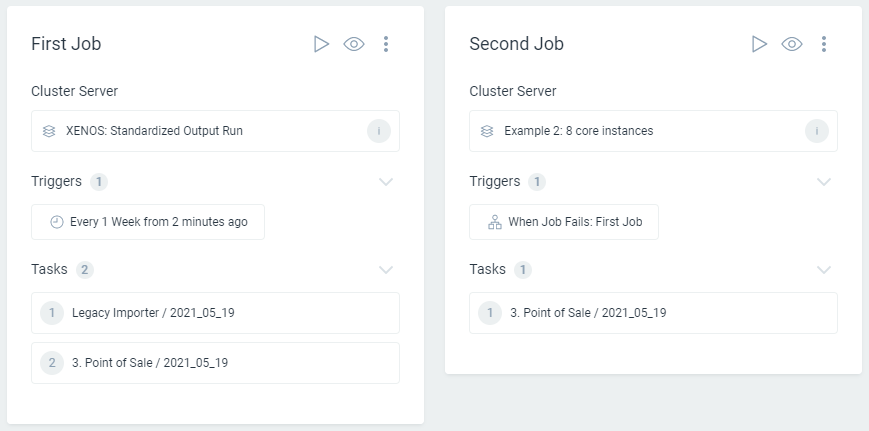 First Job
Cluster Server
XENOS: Standardized Output Run
i
Triggers 1
Every 1 Week from 2 minutes ago
Tasks 2
1 Legacy Importer / 2021_05_19
2 3. Point of Sale / 2021_05_19
Second Job
Cluster Server
Example 2: 8 core instances
i
Triggers 1
When Job Fails: First Job
Tasks 1
1 3. Point of Sale / 2021_05_19